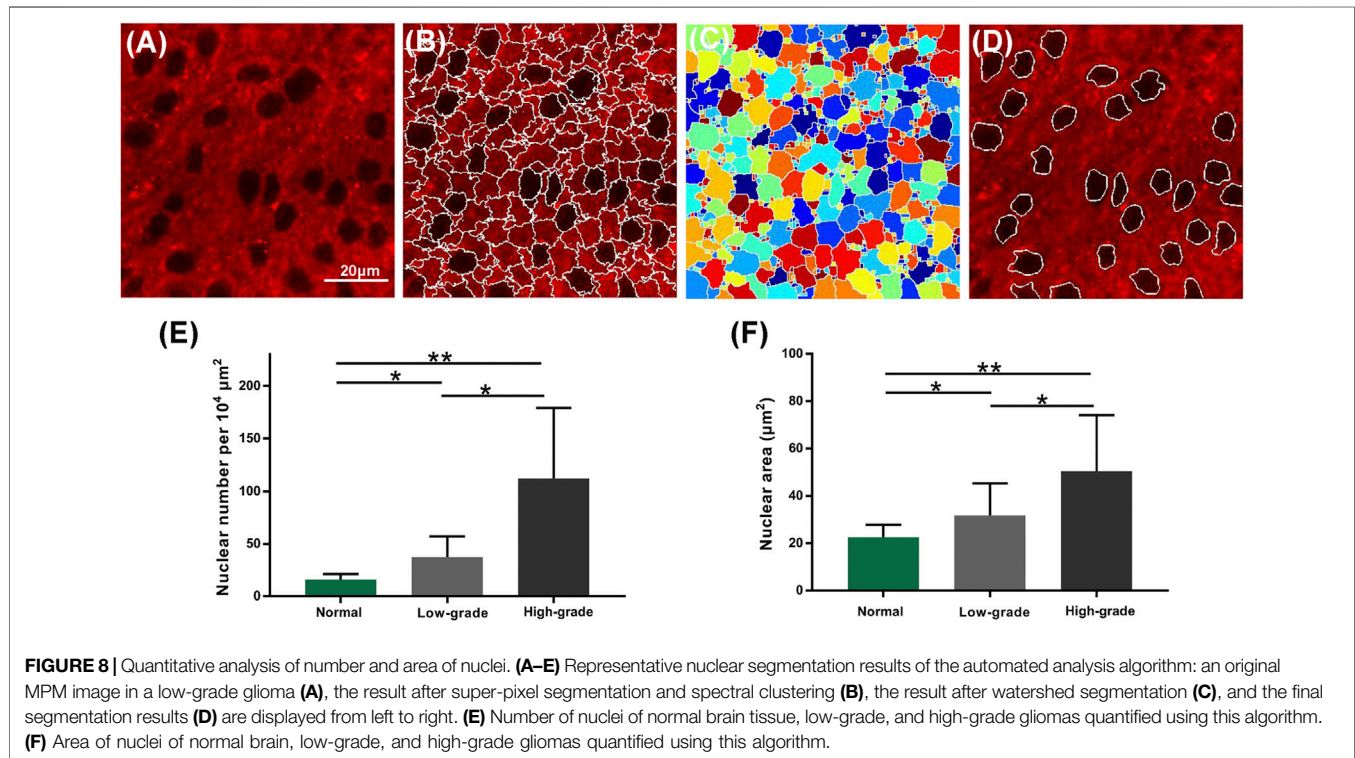 (A)
(B)
(C)
(D)
20μm
(E)
Nuclear number per 10⁴ μm²
200
150
100
50
0
**
*
*
Normal
Low-grade
High-grade
(F)
Nuclear area (μm²)
100
80
60
40
20
0
**
*
*
Normal
Low-grade
High-grade
FIGURE 8 | Quantitative analysis of number and area of nuclei. (A–E) Representative nuclear segmentation results of the automated analysis algorithm: an original
MPM image in a low-grade glioma (A), the result after super-pixel segmentation and spectral clustering (B), the result after watershed segmentation (C), and the final
segmentation results (D) are displayed from left to right. (E) Number of nuclei of normal brain tissue, low-grade, and high-grade gliomas quantified using this algorithm.
(F) Area of nuclei of normal brain, low-grade, and high-grade gliomas quantified using this algorithm.